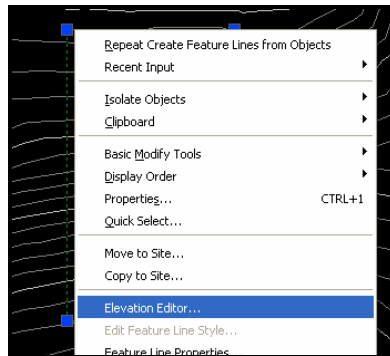 Repeat Create Feature Lines from Objects
Recent Input
Isolate Objects
Clipboard
Basic Modify Tools
Display Order
Properties... CTRL+1
Quick Select...
Move to Site...
Copy to Site...
Elevation Editor...
Edit Feature Line Style...
Feature Line Properties...